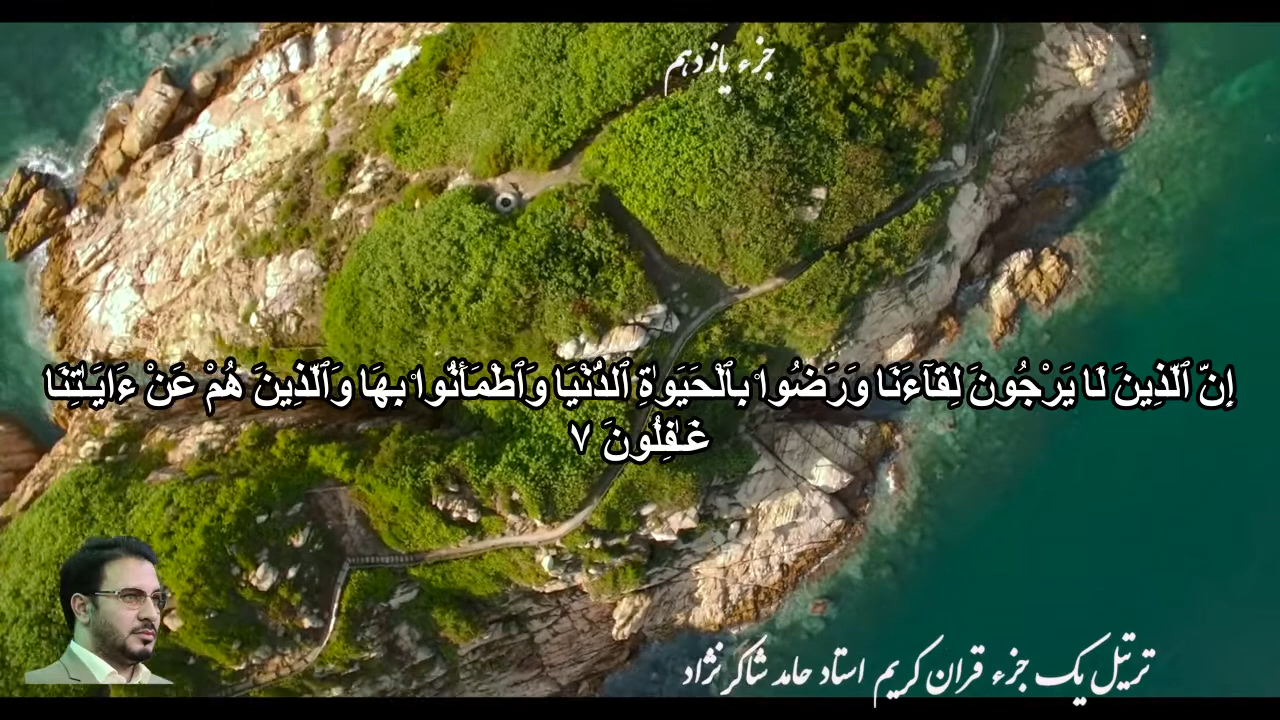 جزء یازدهم
إِنَّ ٱلَّذِينَ لَا يَرْجُونَ لِقَآءَنَا وَرَضُوا۟ بِٱلْحَيَوٰةِ ٱلدُّنْيَا وَٱطْمَأَنُّوا۟ بِهَا وَٱلَّذِينَ هُمْ عَنْ ءَايَـٰتِنَا
غَـٰفِلُونَ ٧
ترتیل یک جزء قران کریم استاد حامد شاکرنژاد